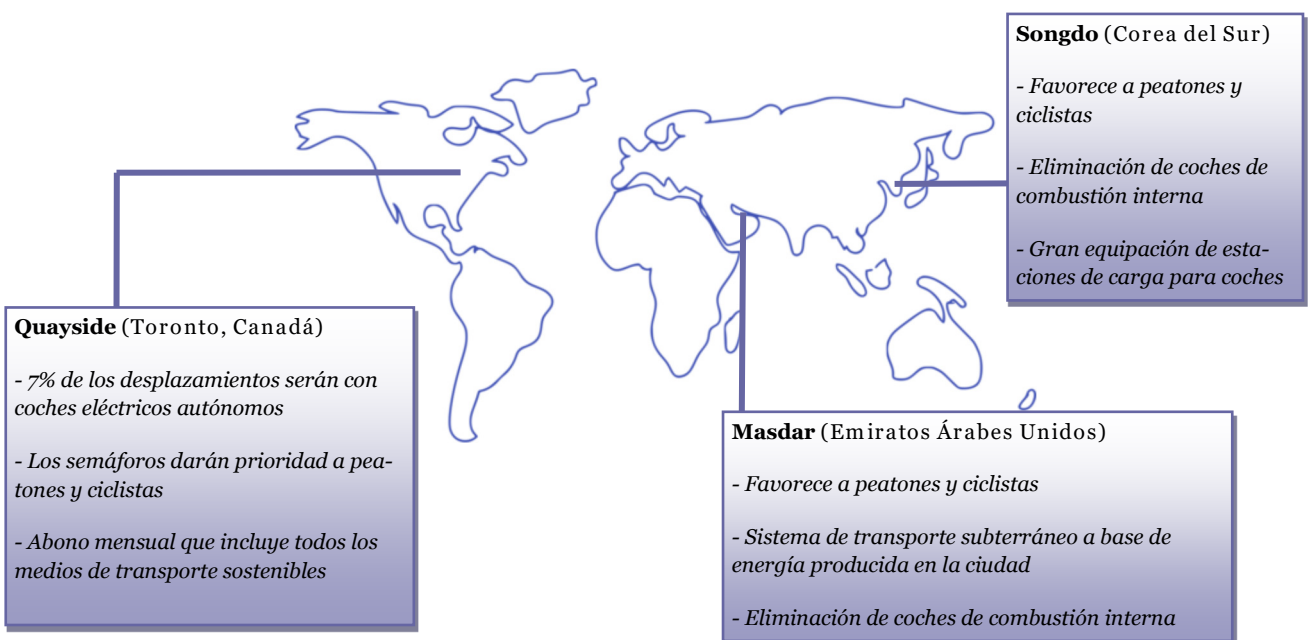 Songdo (Corea del Sur)
- Favorece a peatones y
ciclistas
- Eliminación de coches de
combustión interna
- Gran equipación de esta-
ciones de carga para coches
Quayside (Toronto, Canadá)
- 7% de los desplazamientos serán con
coches eléctricos autónomos
- Los semáforos darán prioridad a pea-
tones y ciclistas
- Abono mensual que incluye todos los
medios de transporte sostenibles
Masdar (Emiratos Árabes Unidos)
- Favorece a peatones y ciclistas
- Sistema de transporte subterráneo a base de
energía producida en la ciudad
- Eliminación de coches de combustión interna